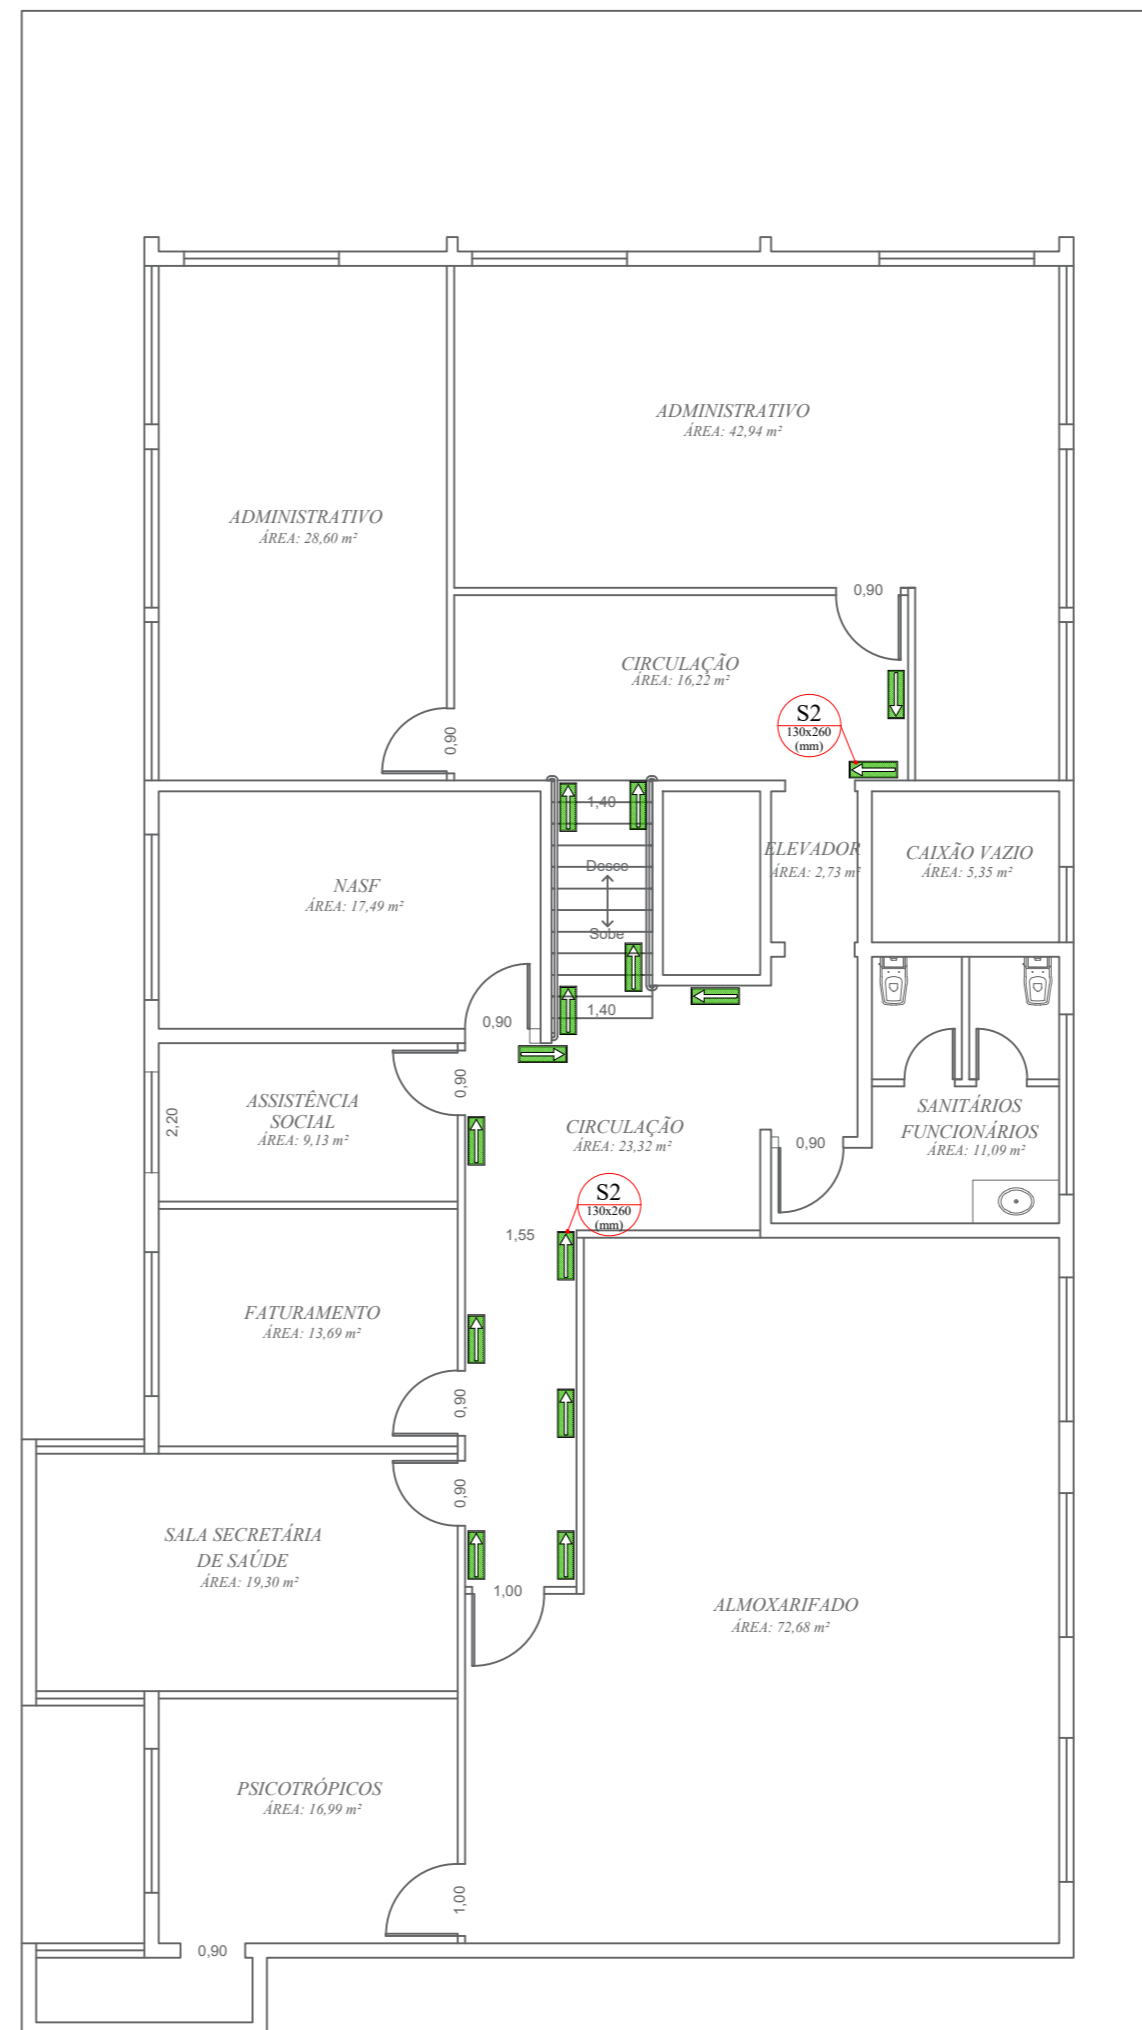 ADMINISTRATIVO
ÁREA: 42,94 m²
ADMINISTRATIVO
ÁREA: 28,60 m²
0,90
CIRCULAÇÃO
ÁREA: 16,22 m²
S2
130x260
(mm)
0,90
1,40
Desce
Sobe
1,40
ELEVADOR
ÁREA: 2,73 m²
CAIXÃO VAZIO
ÁREA: 5,35 m²
NASF
ÁREA: 17,49 m²
0,90
0,90
2,20
ASSISTÊNCIA
SOCIAL
ÁREA: 9,13 m²
CIRCULAÇÃO
ÁREA: 23,32 m²
0,90
SANITÁRIOS
FUNCIONÁRIOS
ÁREA: 11,09 m²
S2
130x260
(mm)
1,55
FATURAMENTO
ÁREA: 13,69 m²
0,90
0,90
SALA SECRETÁRIA
DE SAÚDE
ÁREA: 19,30 m²
1,00
ALMOXARIFADO
ÁREA: 72,68 m²
PSICOTRÓPICOS
ÁREA: 16,99 m²
1,00
0,90